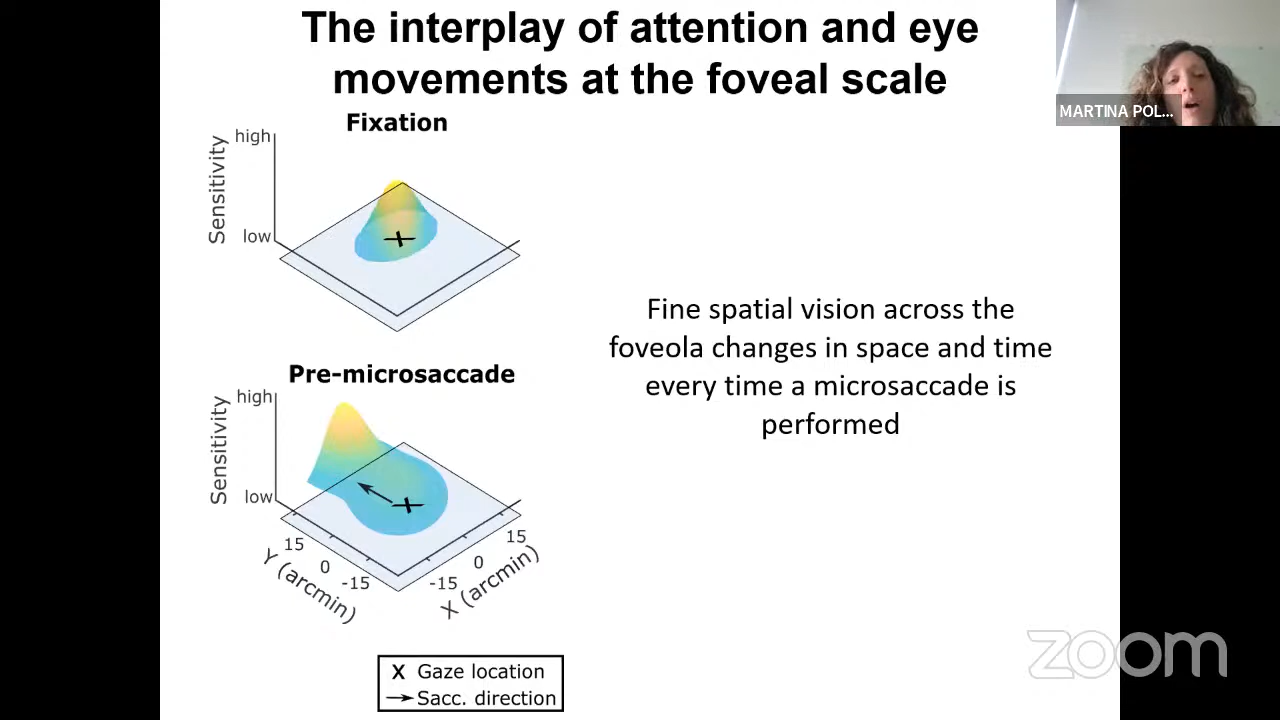 The interplay of attention and eye
movements at the foveal scale
MARTINA POL...
Fixation
high
Sensitivity
low
Fine spatial vision across the
foveola changes in space and time
every time a microsaccade is
performed
Pre-microsaccade
high
Sensitivity
low
15
0
-15
Y (arcmin)
15
0
-15
X (arcmin)
X Gaze location
→ Sacc. direction
zoom